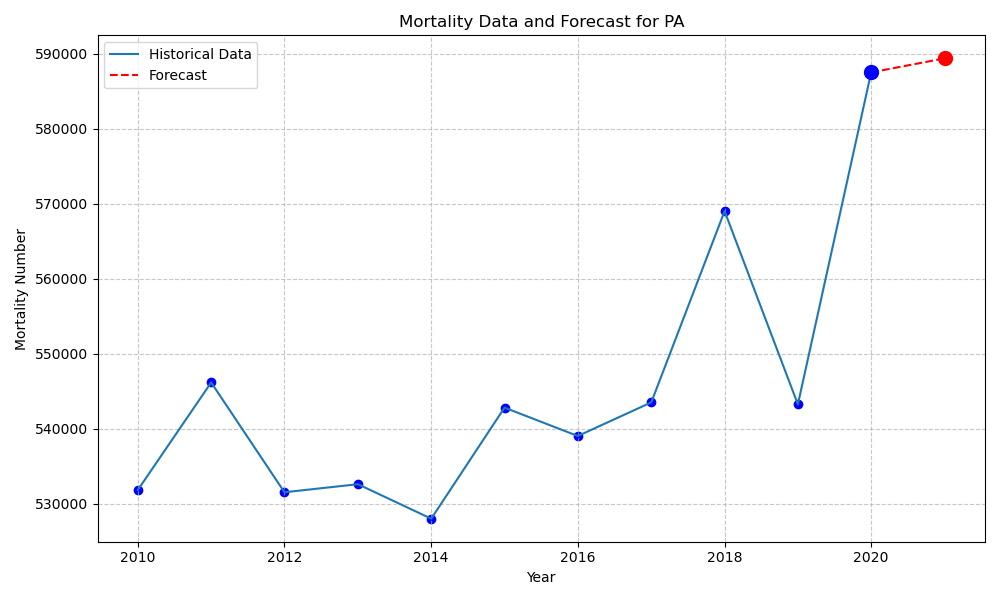 Mortality Data and Forecast for PA
Historical Data
Forecast
590000
580000
570000
560000
550000
540000
530000
Mortality Number
2010
2012
2014
2016
2018
2020
Year